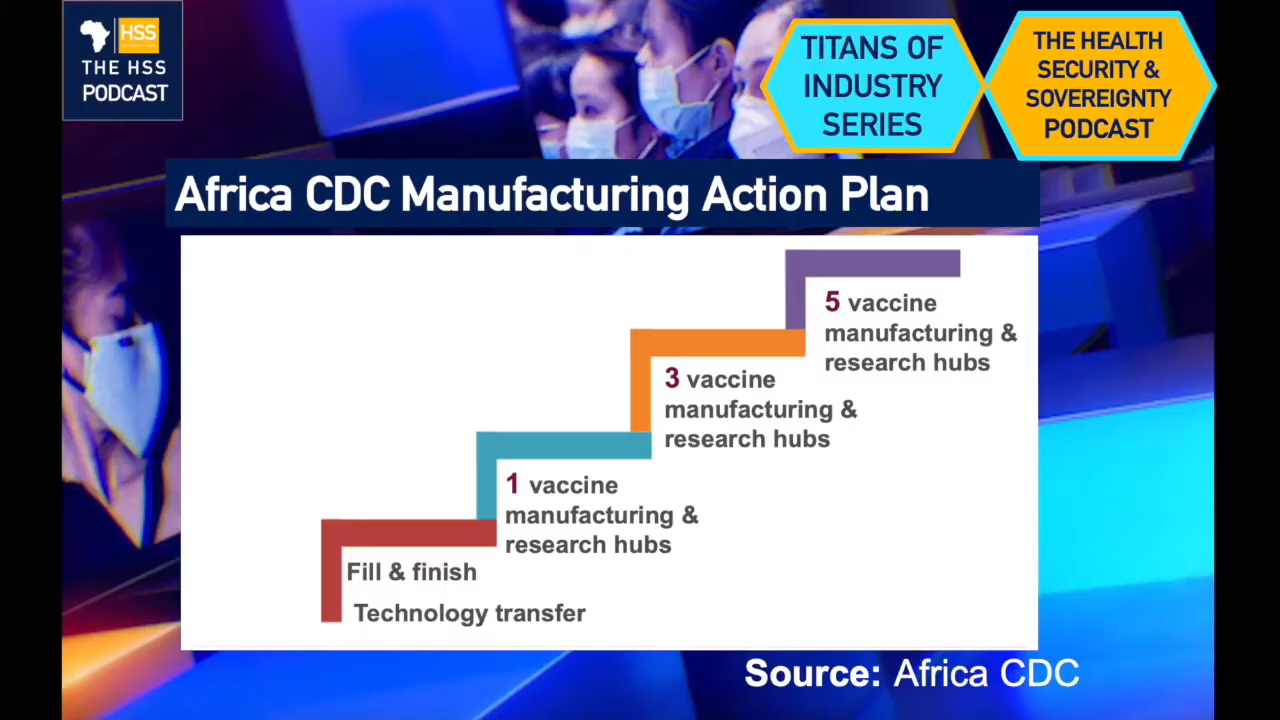 HSS
THE HSS
PODCAST
TITANS OF
INDUSTRY
SERIES
THE HEALTH
SECURITY &
SOVEREIGNTY
PODCAST
Africa CDC Manufacturing Action Plan
5 vaccine
manufacturing &
research hubs
3 vaccine
manufacturing &
research hubs
1 vaccine
manufacturing &
research hubs
Fill & finish
Technology transfer
Source: Africa CDC